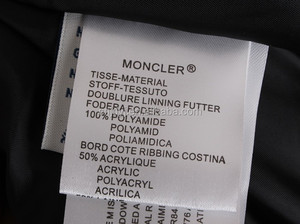 MONCLER®
TISSE-MATERIAL
STOFF-TESSUTO
DOUBLURE LINNING FUTTER
FODERA FODER
100% POLYAMIDE
POLYAMID
POLIAMIDICA
BORD COTE RIBBING COSTINA
50% ACRYLIQUE
ACRYLIC
POLYACRYL
ACRILICA